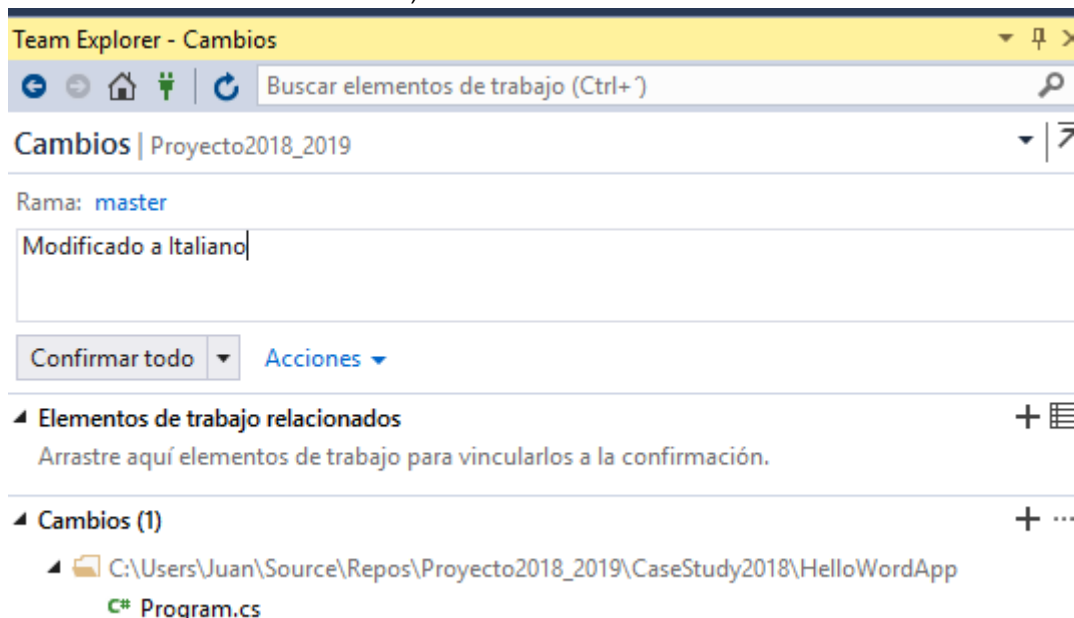 Team Explorer - Cambios
Buscar elementos de trabajo (Ctrl+´)
Cambios | Proyecto2018_2019
Rama: master
Modificado a Italiano
Confirmar todo Acciones
Elementos de trabajo relacionados
Arrastre aquí elementos de trabajo para vincularlos a la confirmación.
Cambios (1)
C:\Users\Juan\Source\Repos\Proyecto2018_2019\CaseStudy2018\HelloWordApp
C# Program.cs